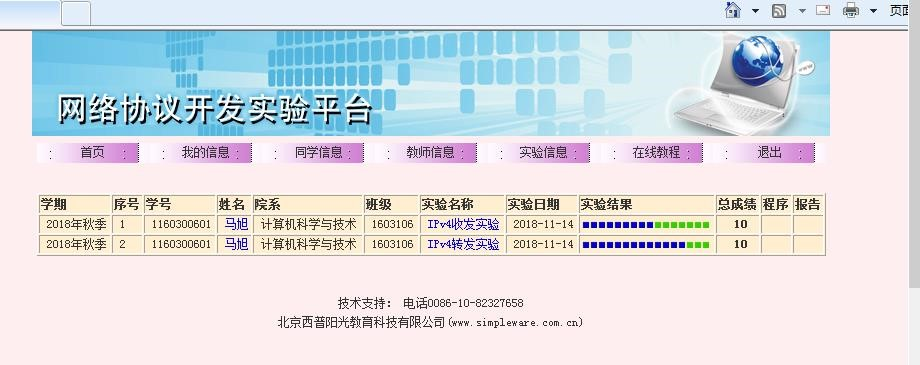 页面
网络协议开发实验平台
www
: 首页 : : 我的信息 : : 同学信息 : : 教师信息 : : 实验信息 : : 在线教程 : : 退出 :
学期 序号 学号 姓名 院系 班级 实验名称 实验日期 实验结果 总成绩 程序 报告
2018年秋季 1 1160300601 马旭 计算机科学与技术 1603106 IPv4收发实验 2018-11-14 10
2018年秋季 2 1160300601 马旭 计算机科学与技术 1603106 IPv4转发实验 2018-11-14 10
技术支持： 电话0086-10-82327658
北京西普阳光教育科技有限公司(www.simpleware.com.cn)